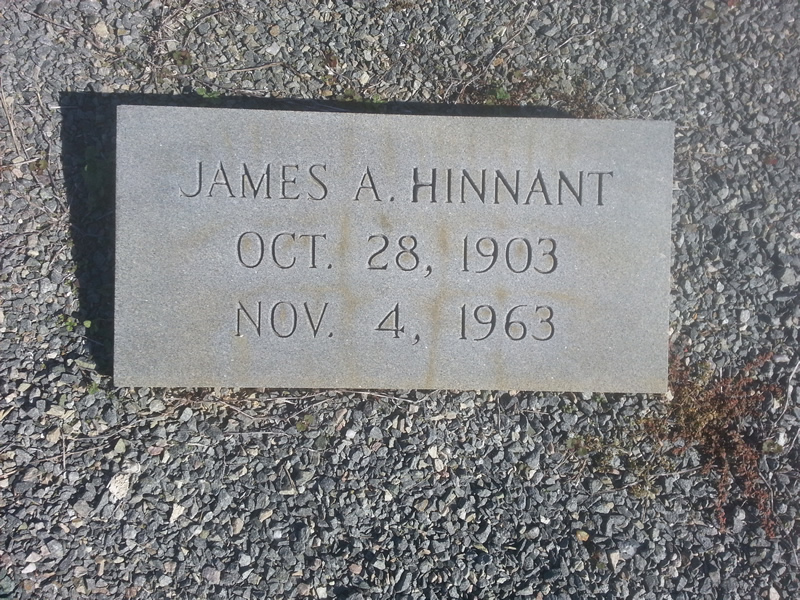 JAMES A. HINNANT
OCT. 28, 1903
NOV. 4, 1963